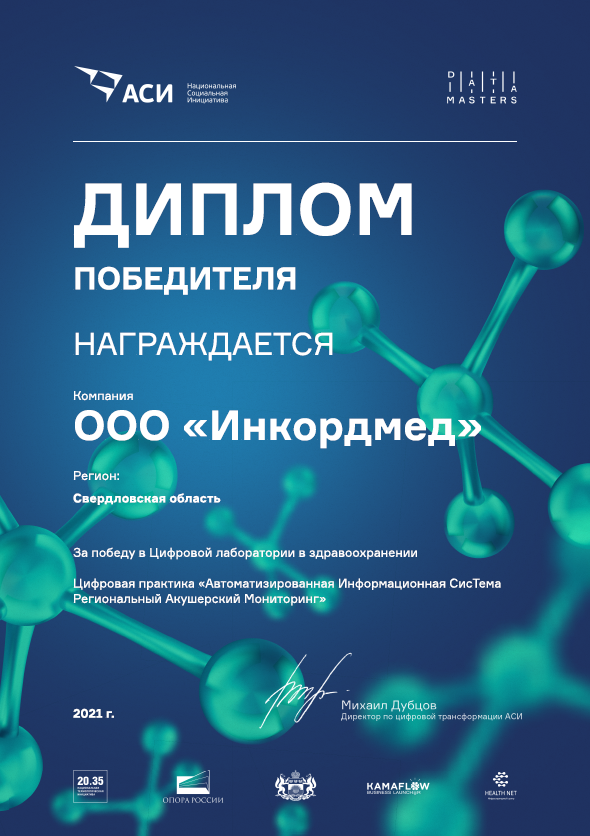 АСИ
Национальная
Социальная
Инициатива
DATA
MASTERS
ДИПЛОМ
ПОБЕДИТЕЛЯ
НАГРАЖДАЕТСЯ
Компания
ООО «Инкордмед»
Регион:
Свердловская область
За победу в Цифровой лаборатории в здравоохранении
Цифровая практика «Автоматизированная Информационная СисТема
Региональный Акушерский Мониторинг»
2021 г.
Михаил Дубцов
Директор по цифровой трансформации АСИ
20.35
ОПОРА РОССИИ
KAMAFLOW
BUSINESS LAUNCHER
HEALTH NET